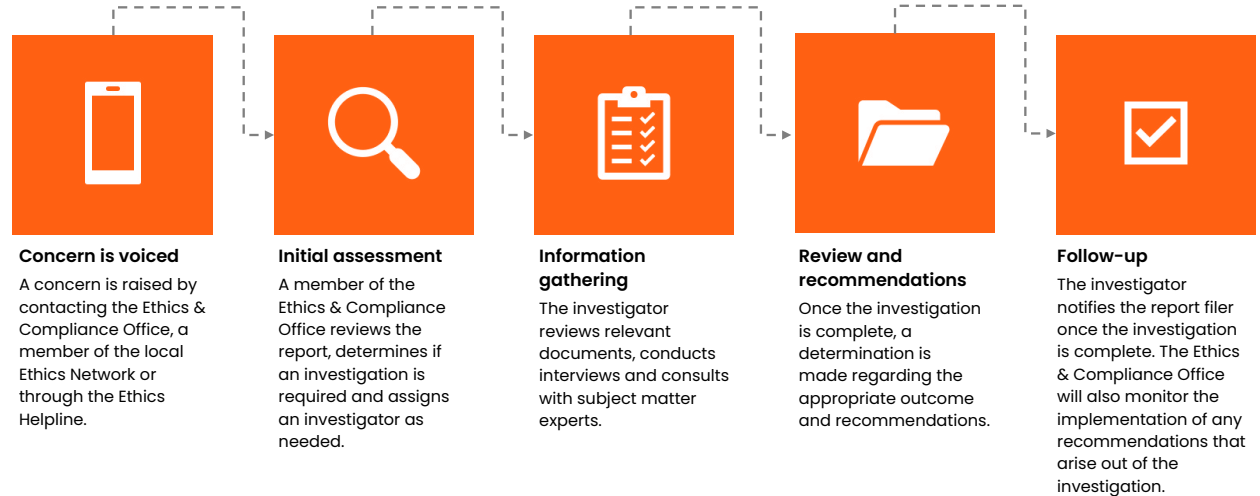 Concern is voiced
A concern is raised by
contacting the Ethics &
Compliance Office, a
member of the local
Ethics Network or
through the Ethics
Helpline.
Initial assessment
A member of the
Ethics & Compliance
Office reviews the
report, determines if
an investigation is
required and assigns
an investigator as
needed.
Information
gathering
The investigator
reviews relevant
documents, conducts
interviews and consults
with subject matter
experts.
Review and
recommendations
Once the investigation
is complete, a
determination is
made regarding the
appropriate outcome
and recommendations.
Follow-up
The investigator
notifies the report filer
once the investigation
is complete. The Ethics
& Compliance Office
will also monitor the
implementation of any
recommendations that
arise out of the
investigation.